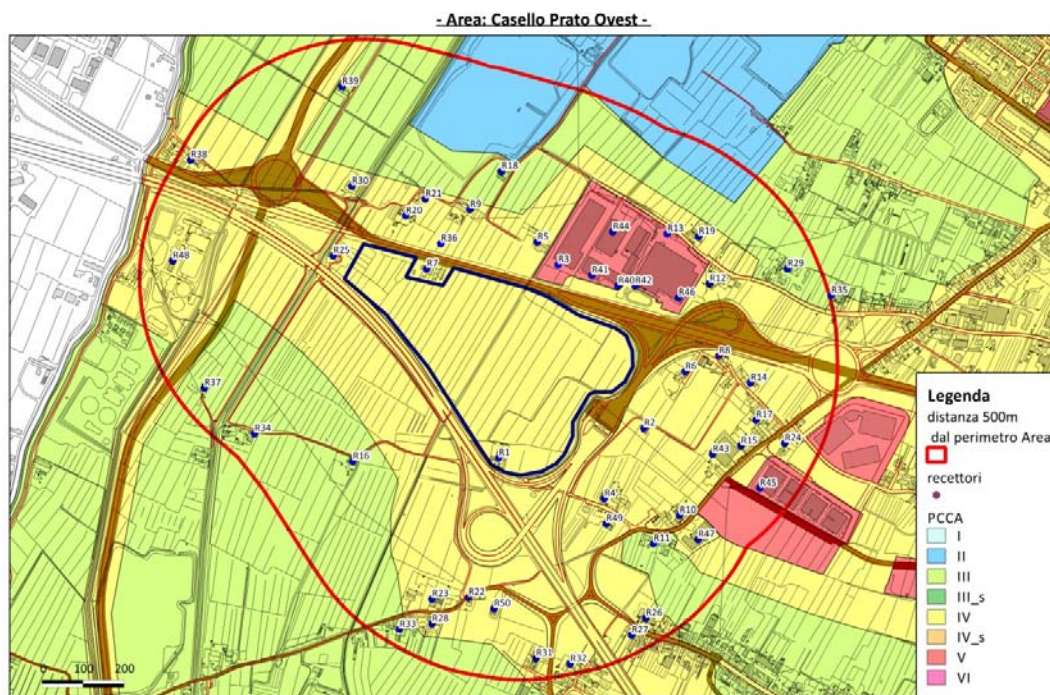 - Area: Casello Prato Ovest -
R39
R38
R18
R30
R21
R20
R9
R44
R13
R19
R36
R5
R25
R48
R7
R3
R41
R29
R40
R42
R12
R46
R35
R8
R6
R14
R37
R2
R17
R34
R15
R24
R43
R16
R1
R45
R4
R49
R10
R11
R47
R23
R22
R50
R28
R33
R26
R27
R31
R32
0 100 200
Legenda
distanza 500m
dal perimetro Area
recettori
PCCA
I
II
III
III_s
IV
IV_s
V
VI